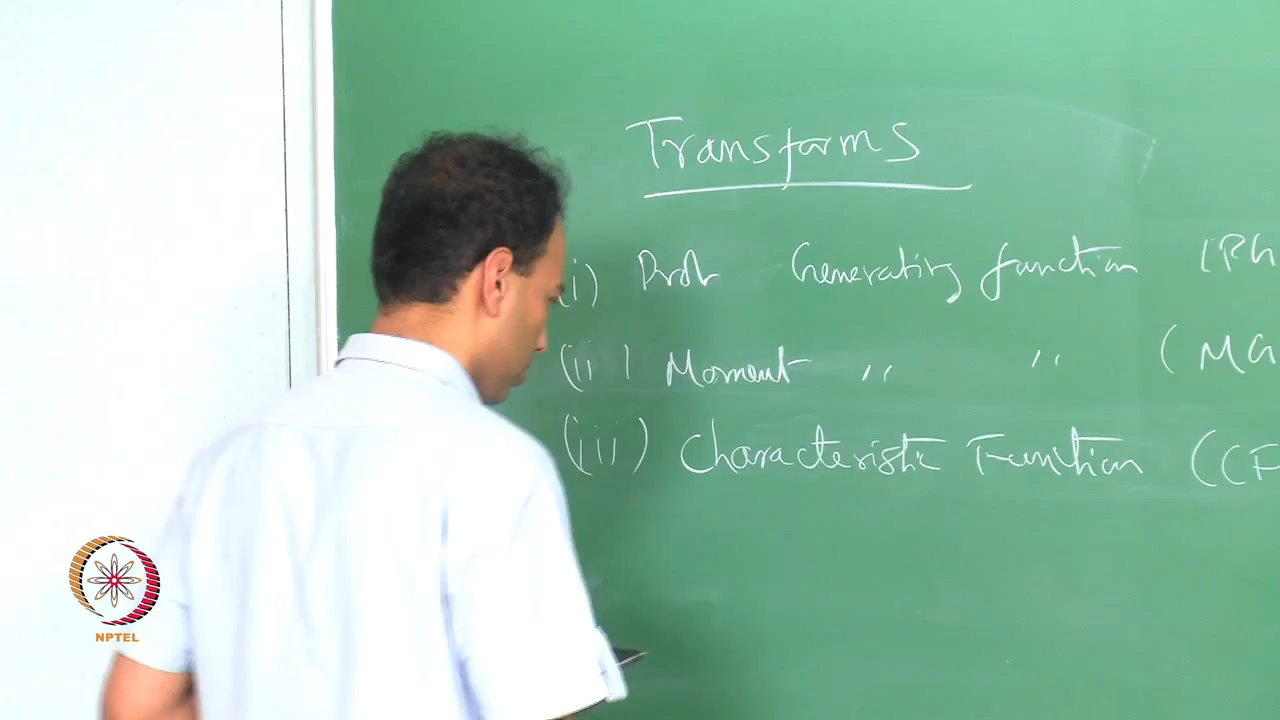 Transforms
(i) Prob Generating function (PG
(ii) Moment " " (MG
(iii) Characteristic Function (CF
NPTEL